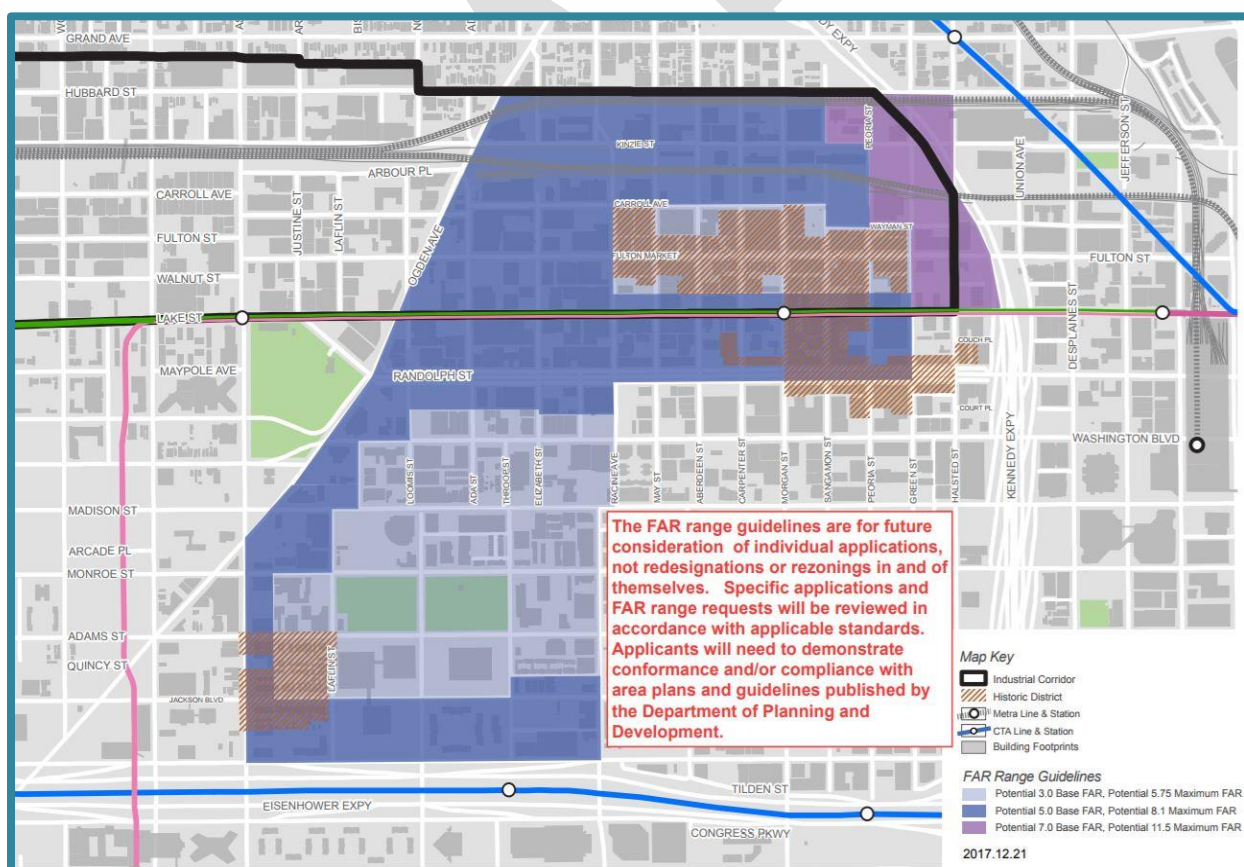 GRAND AVE
HUBBARD ST
KINZIE ST
PEORIA ST
KENNEDY EXPY
UNION AVE
JEFFERSON ST
ARBOUR PL
CARROLL AVE
CARROLL AVE
JUSTINE ST
LAFLIN ST
OGDEN AVE
WAYMAN ST
FULTON ST
FULTON MARKET
FULTON ST
WALNUT ST
LAKE ST
DESPLAINES ST
COUCH PL
MAYPOLE AVE
RANDOLPH ST
COURT PL
WASHINGTON BLVD
LOOMIS ST
ADA ST
THROOP ST
ELIZABETH ST
RACINE AVE
MAY ST
ABERDEEN ST
CARPENTER ST
MORGAN ST
SANGAMON ST
PEORIA ST
GREEN ST
HALSTED ST
KENNEDY EXPY
MADISON ST
ARCADE PL
MONROE ST
ADAMS ST
QUINCY ST
LAFLIN ST
JACKSON BLVD
The FAR range guidelines are for future
consideration of individual applications,
not redesignations or rezonings in and of
themselves. Specific applications and
FAR range requests will be reviewed in
accordance with applicable standards.
Applicants will need to demonstrate
conformance and/or compliance with
area plans and guidelines published by
the Department of Planning and
Development.
TILDEN ST
EISENHOWER EXPY
CONGRESS PKWY
Map Key
Industrial Corridor
Historic District
Metra Line & Station
CTA Line & Station
Building Footprints
FAR Range Guidelines
Potential 3.0 Base FAR, Potential 5.75 Maximum FAR
Potential 5.0 Base FAR, Potential 8.1 Maximum FAR
Potential 7.0 Base FAR, Potential 11.5 Maximum FAR
2017.12.21